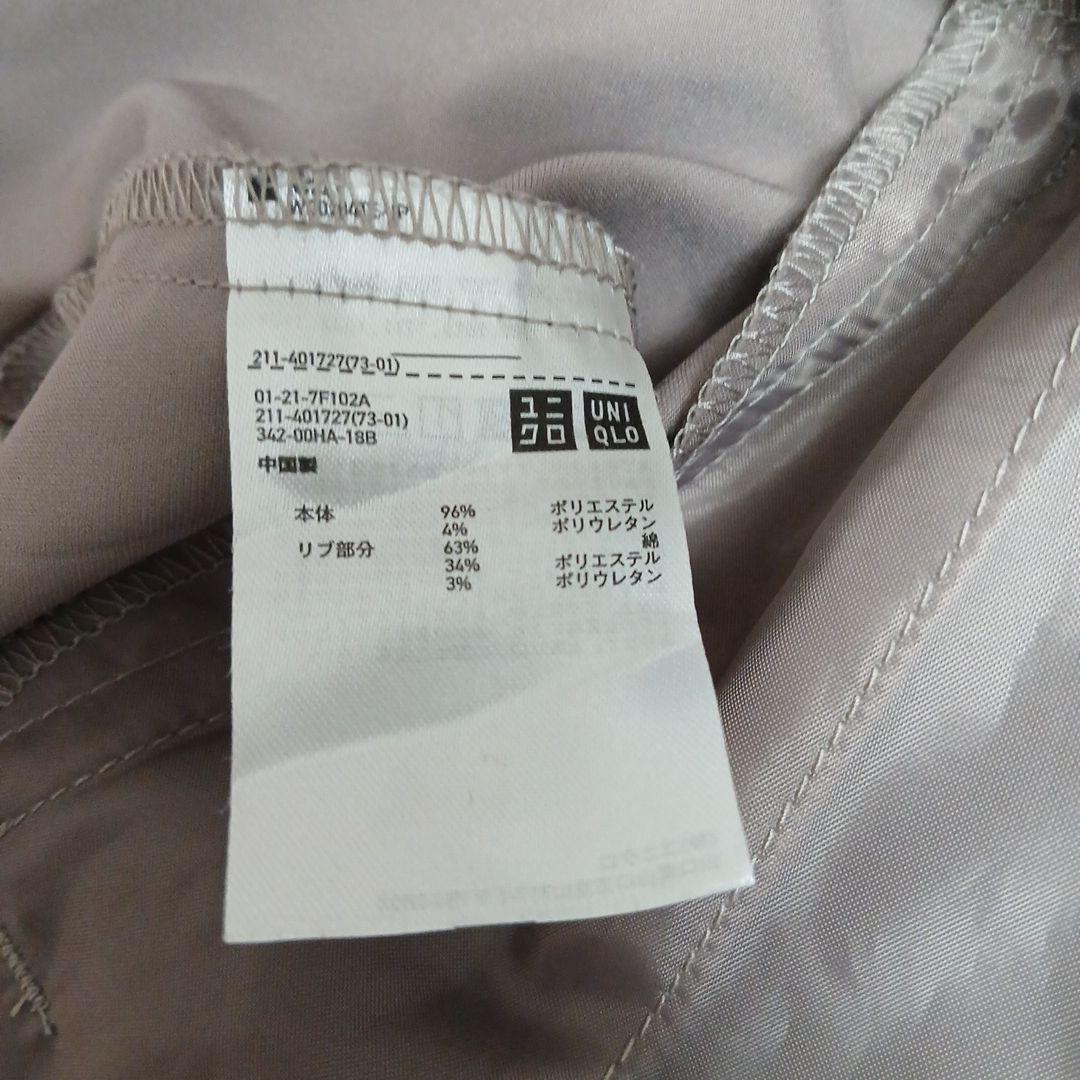 211-401727(73-01)
01-21-7F102A
211-401727(73-01)
342-00HA-18B
中国製
ユニ
クロ
UNI
QLO
本体 96% ポリエステル
4% ポリウレタン
リブ部分 63% 綿
34% ポリエステル
3% ポリウレタン